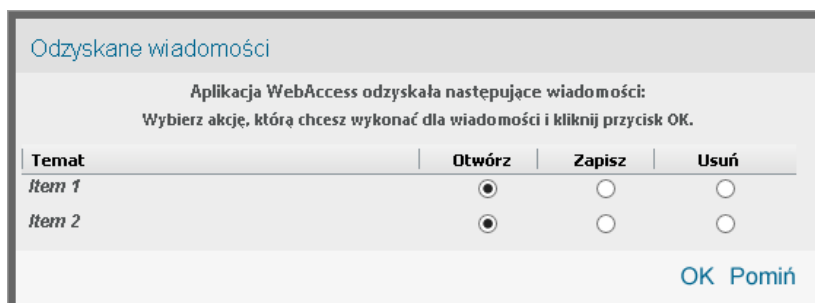 Odzyskane wiadomości
Aplikacja WebAccess odzyskała następujące wiadomości:
Wybierz akcję, którą chcesz wykonać dla wiadomości i kliknij przycisk OK.
Temat Otwórz Zapisz Usuń
Item 1
Item 2
OK Pomiń